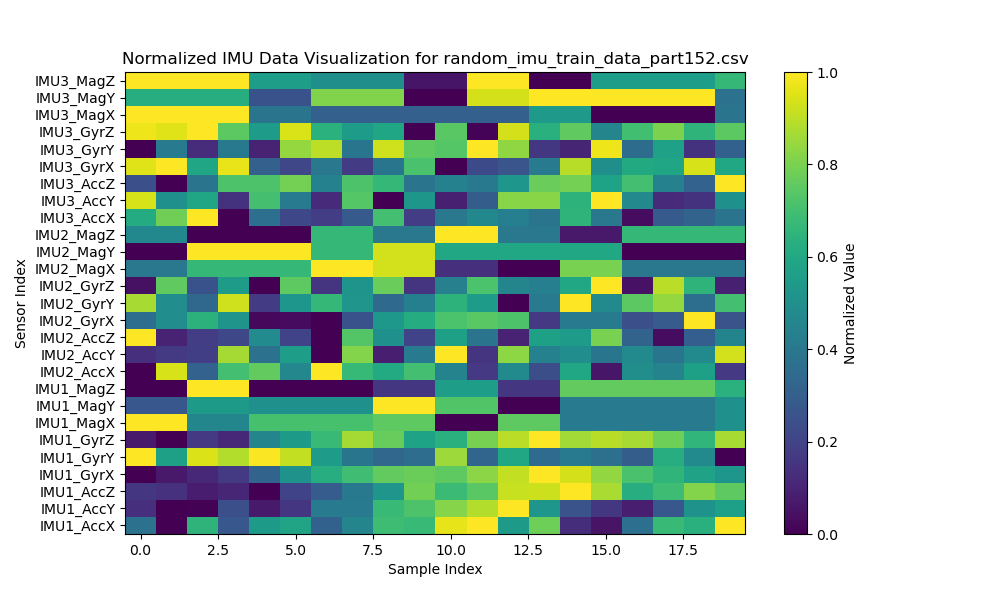 Normalized IMU Data Visualization for random_imu_train_data_part152.csv
IMU3_MagZ
IMU3_MagY
IMU3_MagX
IMU3_GyrZ
IMU3_GyrY
IMU3_GyrX
IMU3_AccZ
IMU3_AccY
IMU3_AccX
IMU2_MagZ
IMU2_MagY
IMU2_MagX
IMU2_GyrZ
IMU2_GyrY
IMU2_GyrX
IMU2_AccZ
IMU2_AccY
IMU2_AccX
IMU1_MagZ
IMU1_MagY
IMU1_MagX
IMU1_GyrZ
IMU1_GyrY
IMU1_GyrX
IMU1_AccZ
IMU1_AccY
IMU1_AccX
Sensor Index
0.0 2.5 5.0 7.5 10.0 12.5 15.0 17.5
Sample Index
1.0
0.8
0.6
0.4
0.2
0.0
Normalized Value